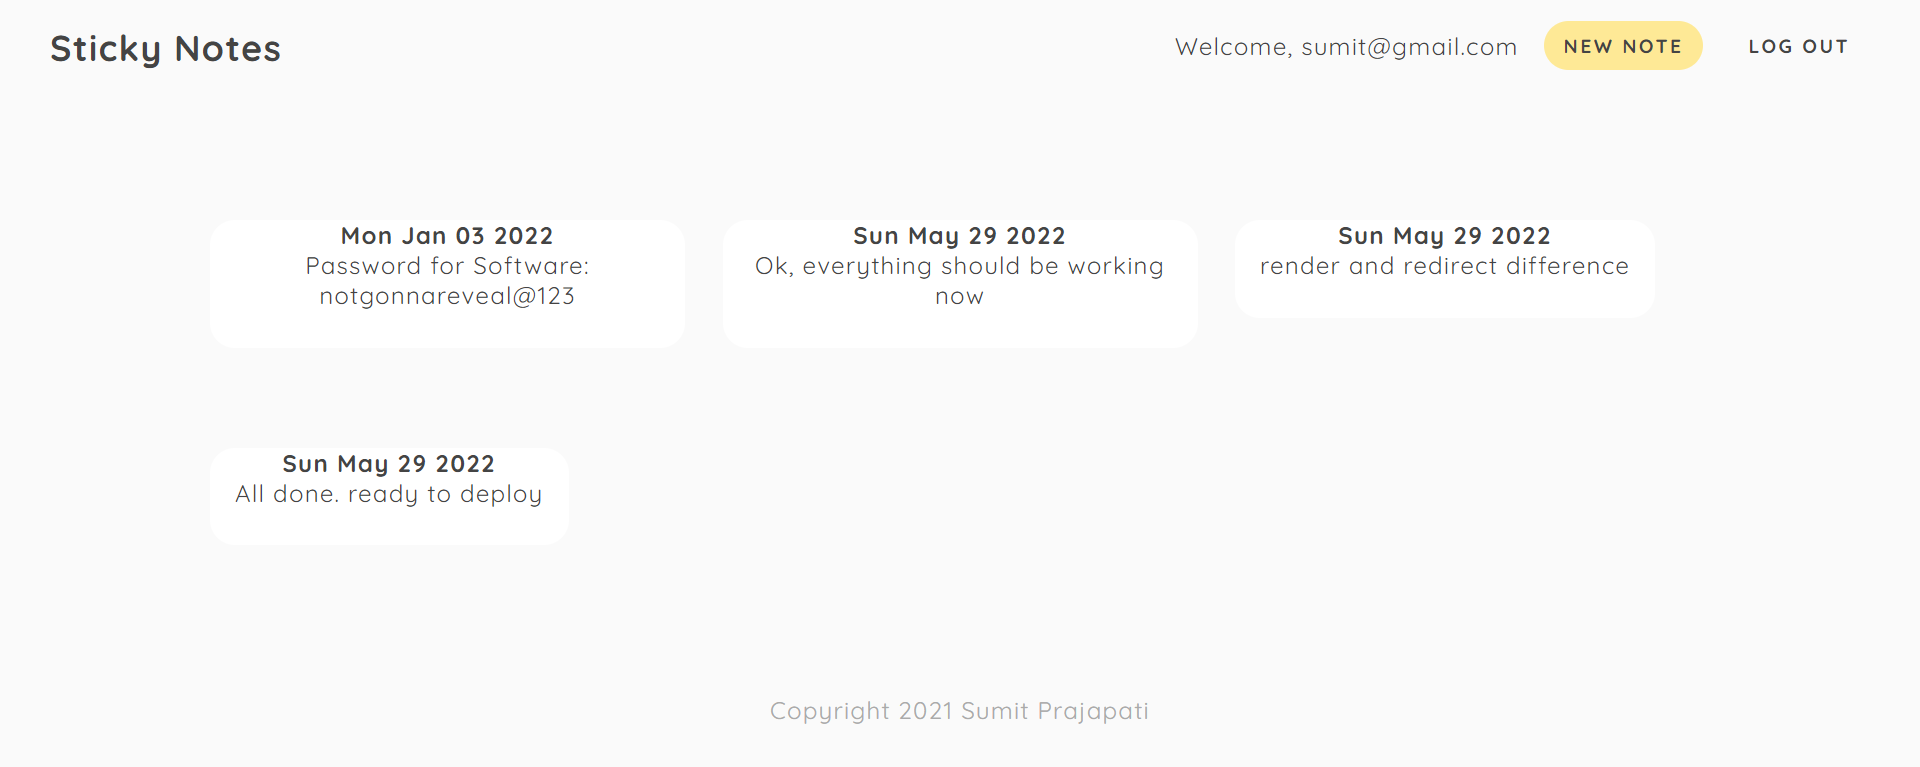 Sticky Notes
Welcome, sumit@gmail.com
NEW NOTE
LOG OUT
Mon Jan 03 2022
Password for Software:
notgonnareveal@123
Sun May 29 2022
Ok, everything should be working
now
Sun May 29 2022
render and redirect difference
Sun May 29 2022
All done. ready to deploy
Copyright 2021 Sumit Prajapati